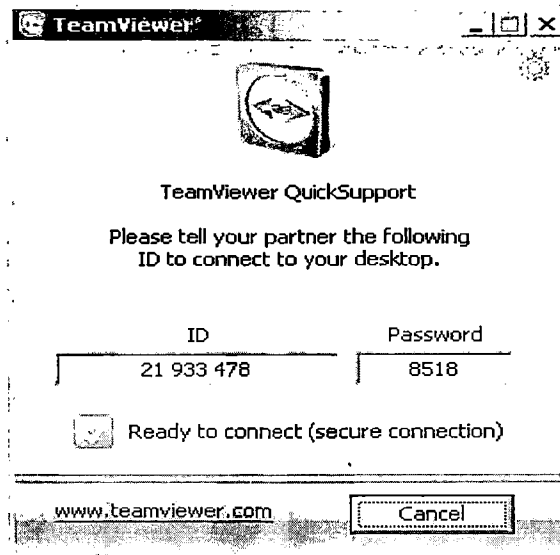 TeamViewer
TeamViewer QuickSupport
Please tell your partner the following
ID to connect to your desktop.
ID Password
21 933 478 8518
Ready to connect (secure connection)
www.teamviewer.com Cancel